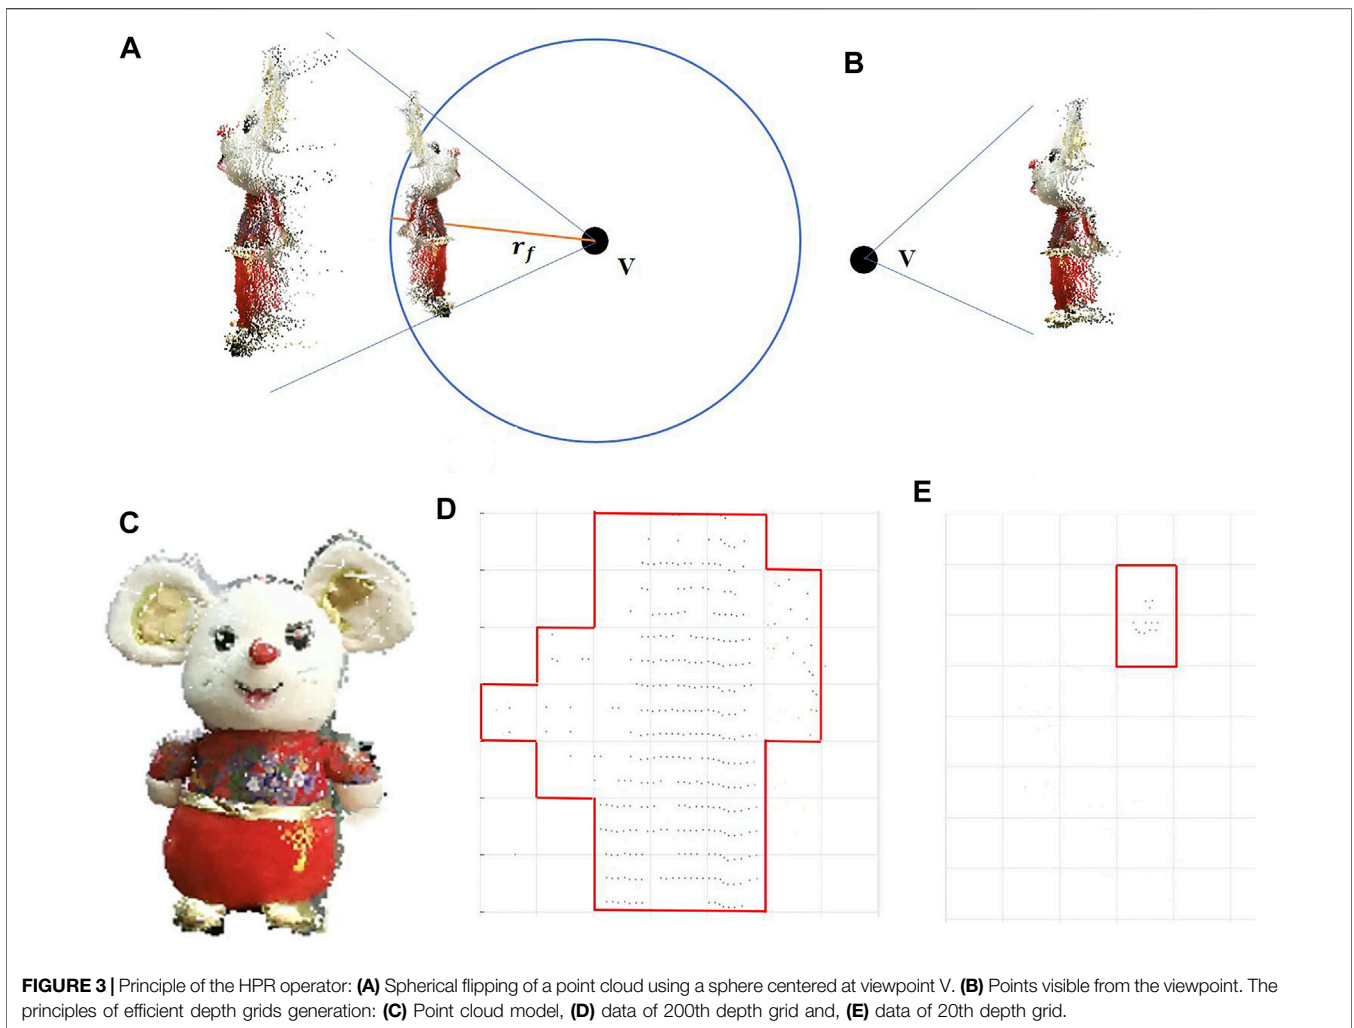 A
B
r_f
V
V
C
D
E
FIGURE 3 | Principle of the HPR operator: (A) Spherical flipping of a point cloud using a sphere centered at viewpoint V. (B) Points visible from the viewpoint. The
principles of efficient depth grids generation: (C) Point cloud model, (D) data of 200th depth grid and, (E) data of 20th depth grid.